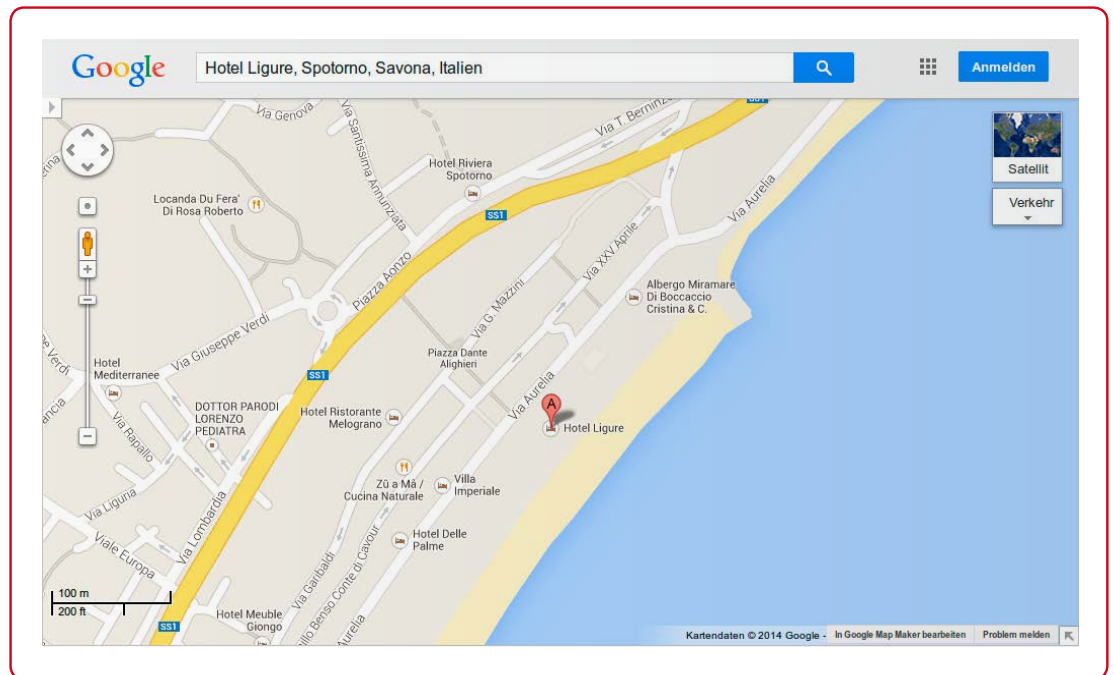 Google
Hotel Ligure, Spotorno, Savona, Italien
Anmelden
SS1
Via Genova
Via T. Berninzo
Via Santissima Annunziata
Satellit
Hotel Riviera
Spotorno
Locanda Du Fera'
Di Rosa Roberto
Verkehr
Via Aurelia
SS1
Via XXV Aprile
Piazza Aonzo
Albergo Miramare
Di Boccaccio
Cristina & C.
Via G. Mazzini
Via Giuseppe Verdi
Verdi
Piazza Dante
Alighieri
Hotel
Mediterranee
SS1
Via Aurelia
A
DOTTOR PARODI
LORENZO
PEDIATRA
Hotel Ristorante
Melograno
Hotel Ligure
Via Rapallo
Zü a Mâ /
Cucina Naturale
Villa
Imperiale
Via Liguria
Via Lombardia
Hotel Delle
Palme
Viale Europa
Via Garibaldi
Benso Conte di Cavour
100 m
200 ft
Hotel Meuble
Giongo
SS1
Aurelia
Kartendaten © 2014 Google -
In Google Map Maker bearbeiten
Problem melden